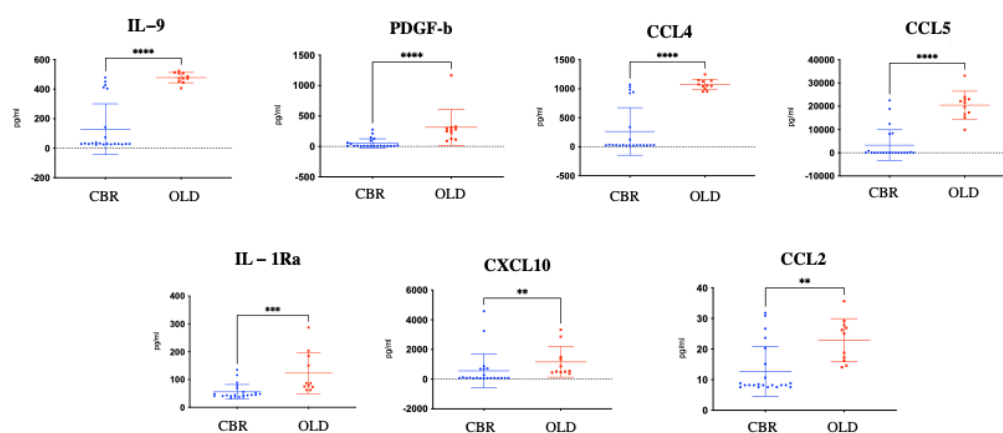 IL–9
****
pg/ml
600
400
200
0
-200
CBR
OLD
PDGF-b
****
pg/ml
1500
1000
500
0
-500
CBR
OLD
CCL4
****
pg/ml
1500
1000
500
0
-500
CBR
OLD
CCL5
****
pg/ml
40000
30000
20000
10000
0
-10000
CBR
OLD
IL – 1Ra
***
pg/ml
400
300
200
100
0
CBR
OLD
CXCL10
**
pg/ml
6000
4000
2000
0
-2000
CBR
OLD
CCL2
**
pg/ml
40
30
20
10
0
CBR
OLD